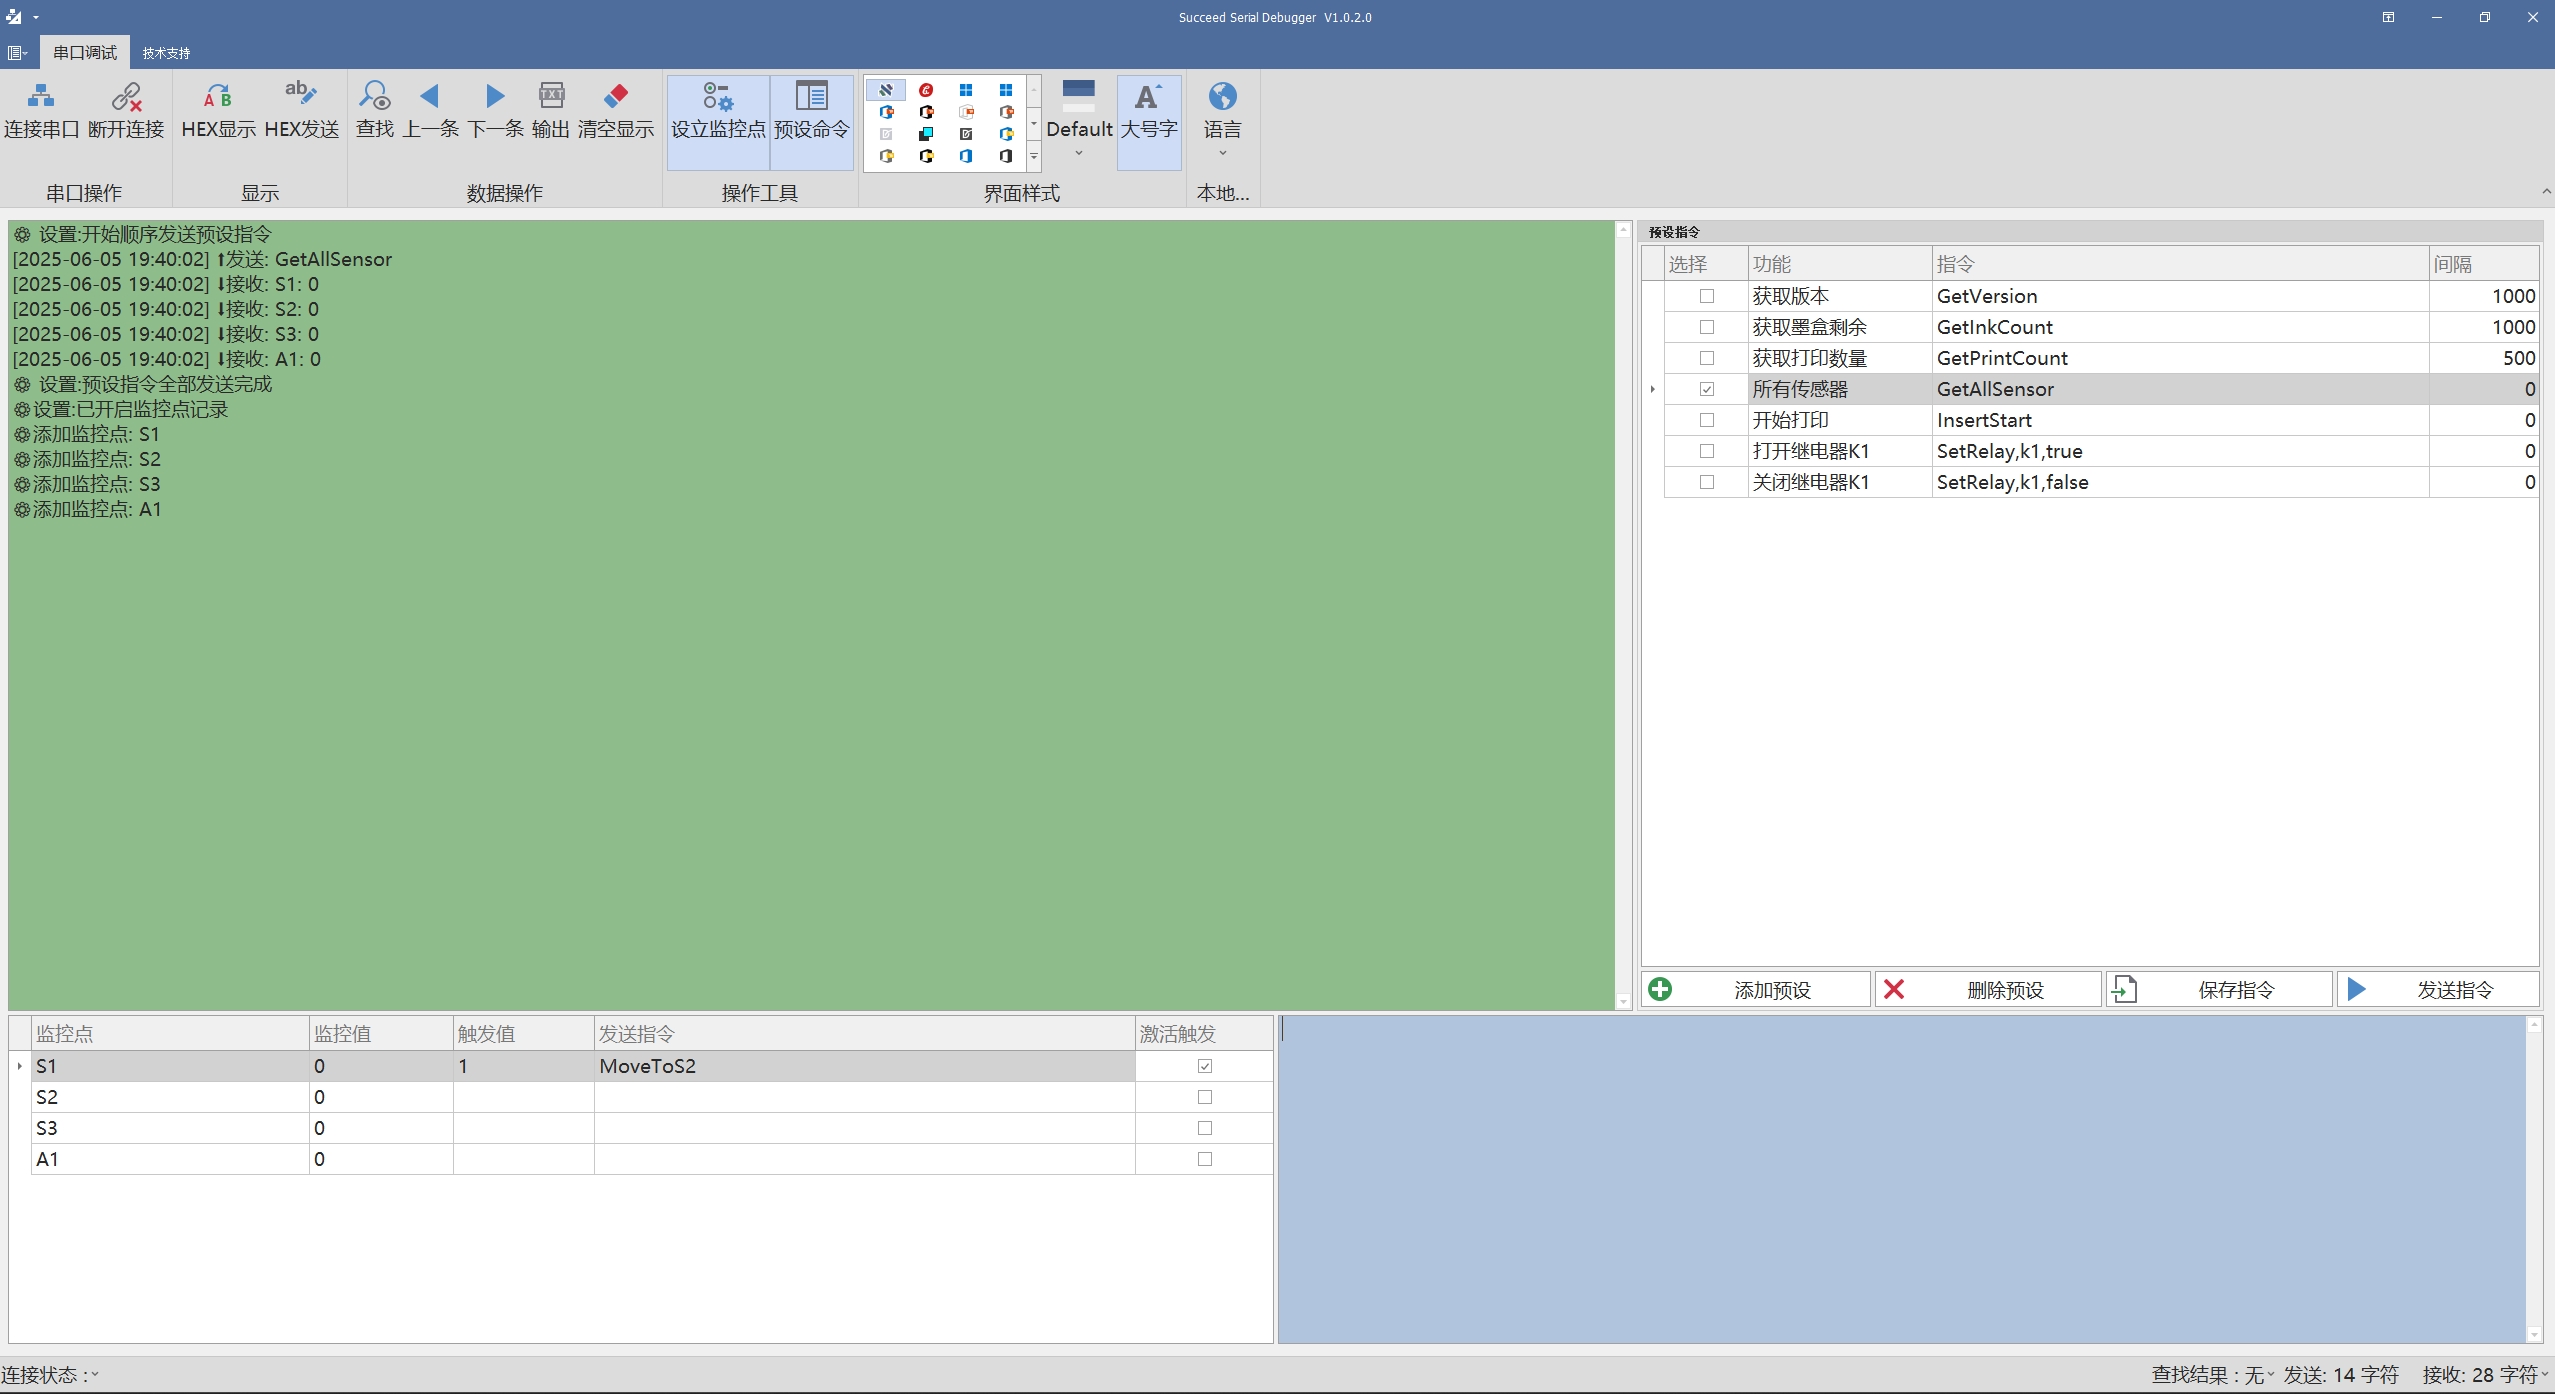 Succeed Serial Debugger V1.0.2.0
串口调试 技术支持
连接串口 断开连接 HEX显示 HEX发送 查找 上一条 下一条 输出 清空显示 设立监控点 预设命令 Default 大号字 语言
串口操作 显示 数据操作 操作工具 界面样式 本地...
设置:开始顺序发送预设指令
[2025-06-05 19:40:02] ⬆发送: GetAllSensor
[2025-06-05 19:40:02] ⬇接收: S1: 0
[2025-06-05 19:40:02] ⬇接收: S2: 0
[2025-06-05 19:40:02] ⬇接收: S3: 0
[2025-06-05 19:40:02] ⬇接收: A1: 0
设置:预设指令全部发送完成
设置:已开启监控点记录
添加监控点: S1
添加监控点: S2
添加监控点: S3
添加监控点: A1
预设指令
选择 功能 指令 间隔
获取版本 GetVersion 1000
获取墨盒剩余 GetInkCount 1000
获取打印数量 GetPrintCount 500
所有传感器 GetAllSensor 0
开始打印 InsertStart 0
打开继电器K1 SetRelay,k1,true 0
关闭继电器K1 SetRelay,k1,false 0
添加预设 删除预设 保存指令 发送指令
监控点 监控值 触发值 发送指令 激活触发
S1 0 1 MoveToS2
S2 0
S3 0
A1 0
连接状态 : 查找结果 : 无 发送: 14 字符 接收: 28 字符